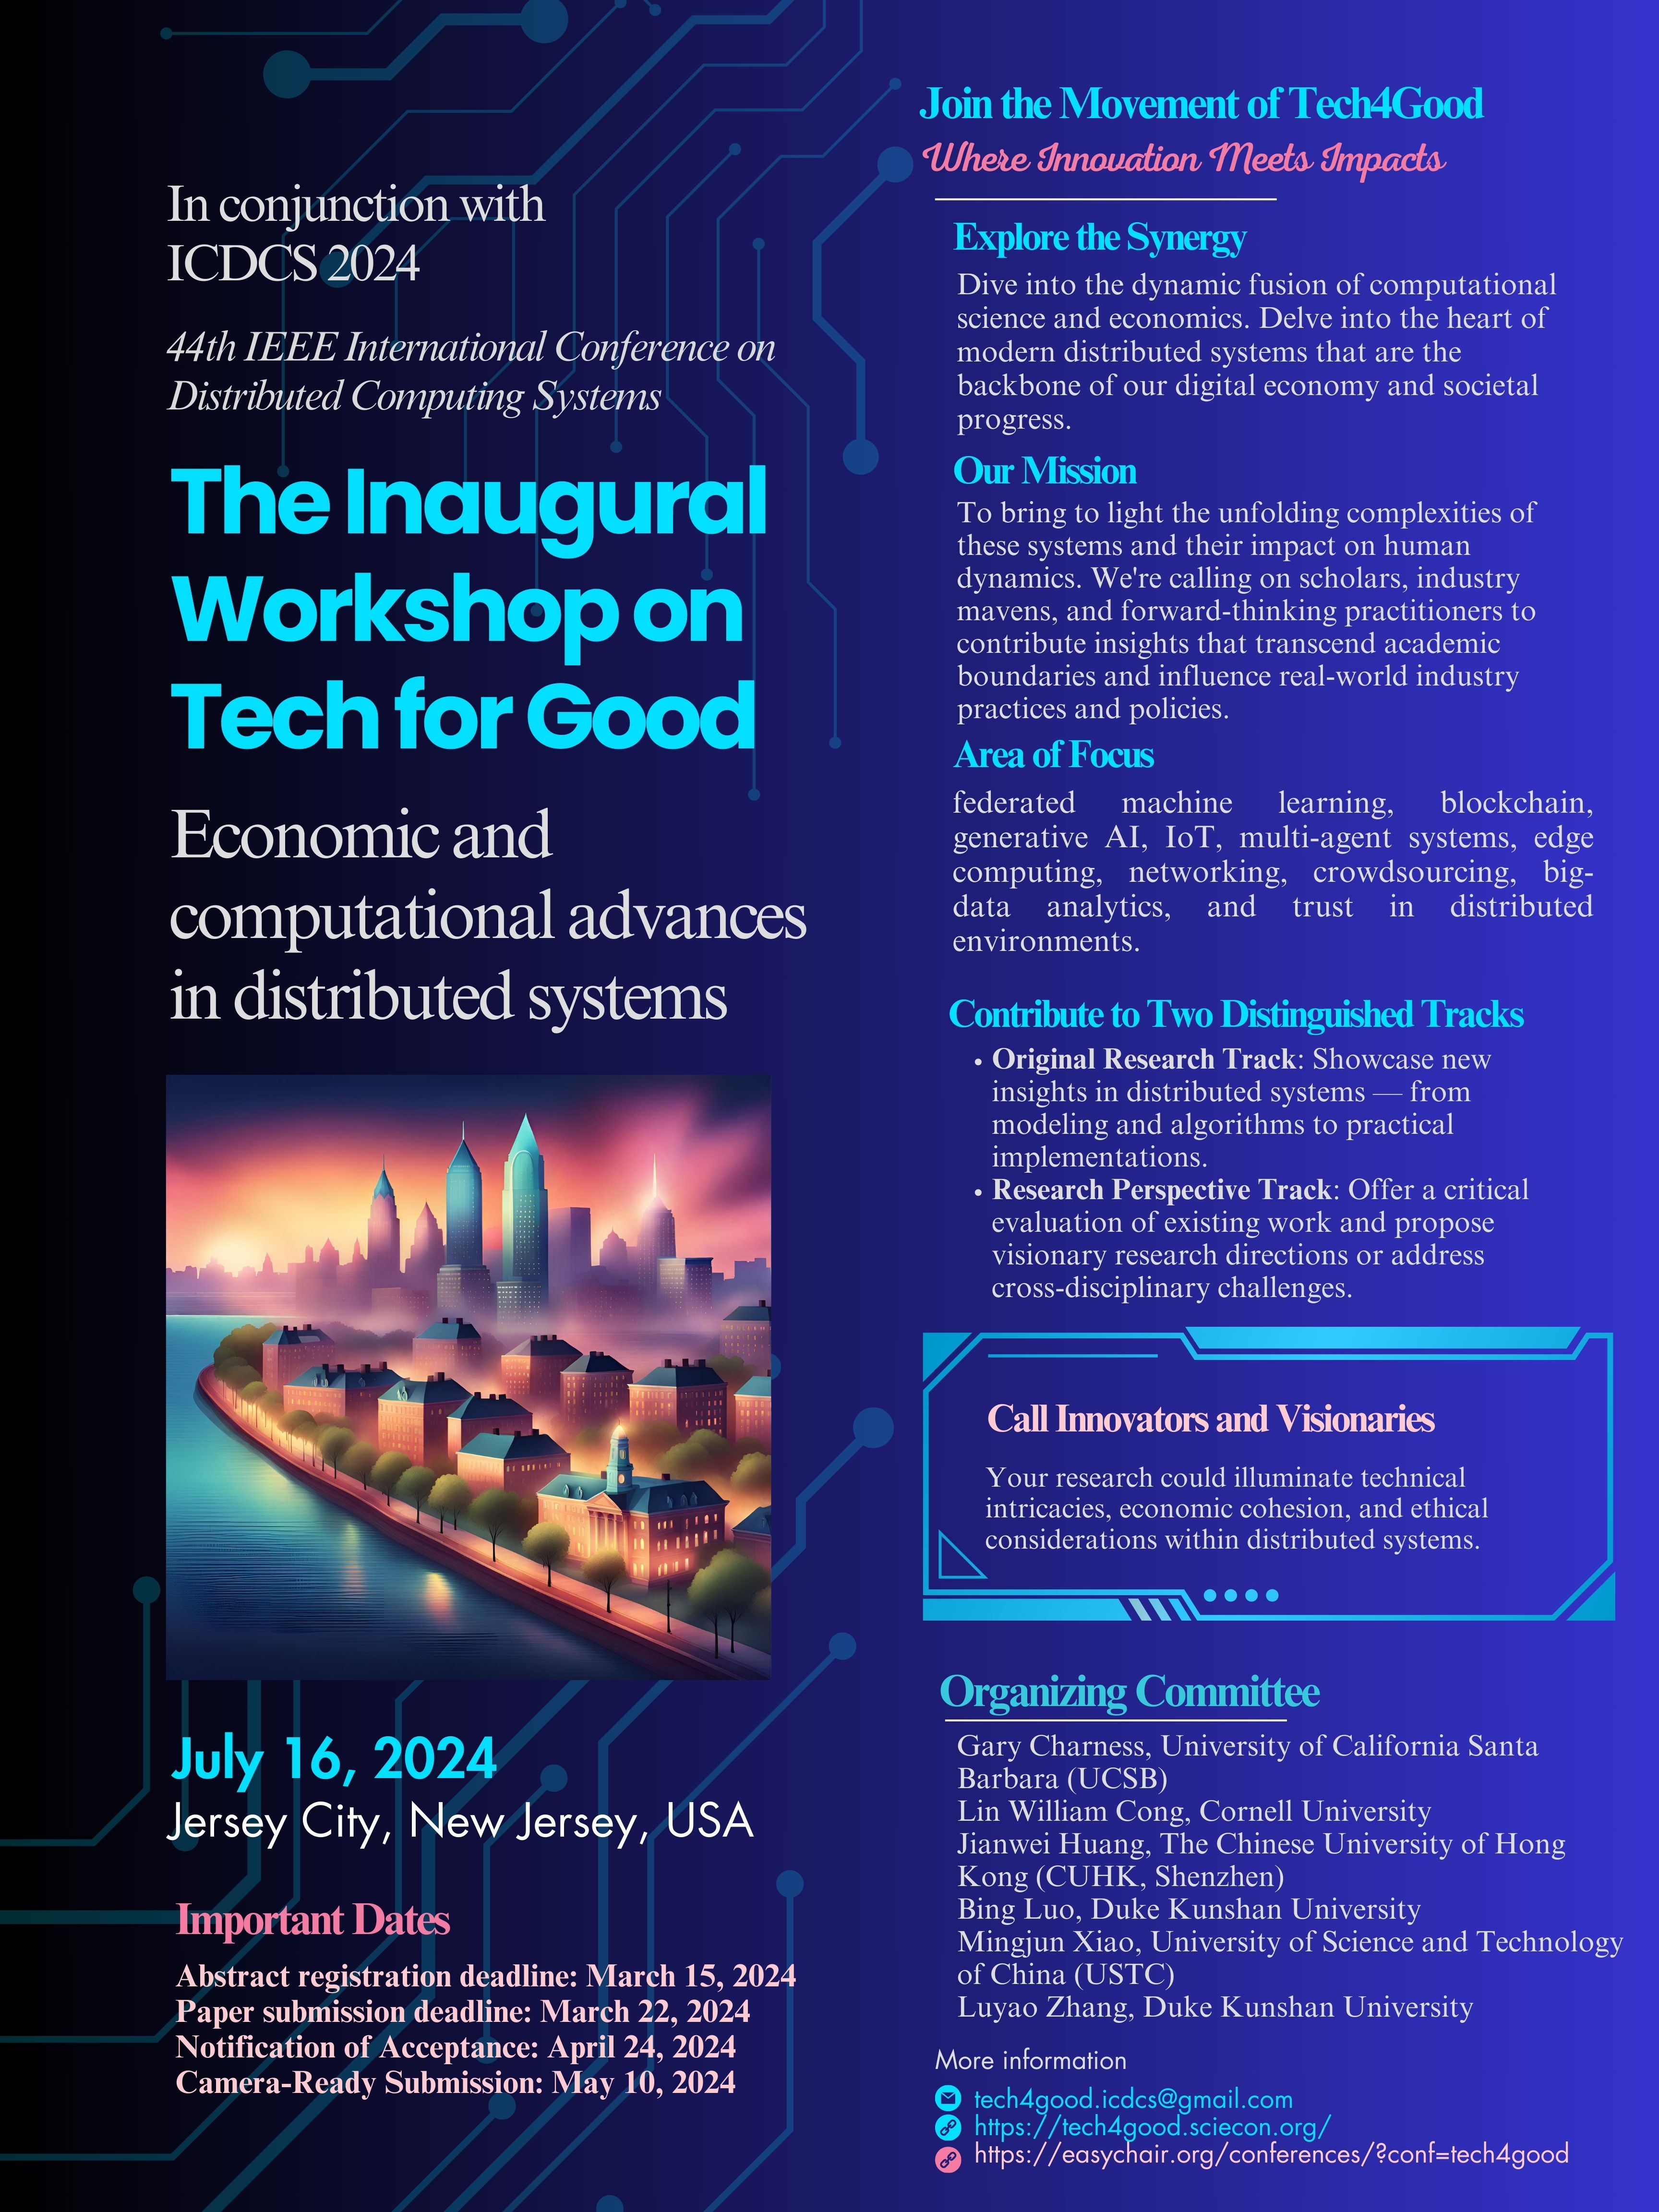 In conjunction with
ICDCS 2024
44th IEEE International Conference on
Distributed Computing Systems
The Inaugural
Workshop on
Tech for Good
Economic and
computational advances
in distributed systems
July 16, 2024
Jersey City, New Jersey, USA
Important Dates
Abstract registration deadline: March 15, 2024
Paper submission deadline: March 22, 2024
Notification of Acceptance: April 24, 2024
Camera-Ready Submission: May 10, 2024
Join the Movement of Tech4Good
Where Innovation Meets Impacts
Explore the Synergy
Dive into the dynamic fusion of computational
science and economics. Delve into the heart of
modern distributed systems that are the
backbone of our digital economy and societal
progress.
Our Mission
To bring to light the unfolding complexities of
these systems and their impact on human
dynamics. We're calling on scholars, industry
mavens, and forward-thinking practitioners to
contribute insights that transcend academic
boundaries and influence real-world industry
practices and policies.
Area of Focus
federated machine learning, blockchain,
generative AI, IoT, multi-agent systems, edge
computing, networking, crowdsourcing, big-
data analytics, and trust in distributed
environments.
Contribute to Two Distinguished Tracks
• Original Research Track: Showcase new
insights in distributed systems — from
modeling and algorithms to practical
implementations.
• Research Perspective Track: Offer a critical
evaluation of existing work and propose
visionary research directions or address
cross-disciplinary challenges.
Call Innovators and Visionaries
Your research could illuminate technical
intricacies, economic cohesion, and ethical
considerations within distributed systems.
Organizing Committee
Gary Charness, University of California Santa
Barbara (UCSB)
Lin William Cong, Cornell University
Jianwei Huang, The Chinese University of Hong
Kong (CUHK, Shenzhen)
Bing Luo, Duke Kunshan University
Mingjun Xiao, University of Science and Technology
of China (USTC)
Luyao Zhang, Duke Kunshan University
More information
tech4good.icdcs@gmail.com
https://tech4good.sciecon.org/
https://easychair.org/conferences/?conf=tech4good